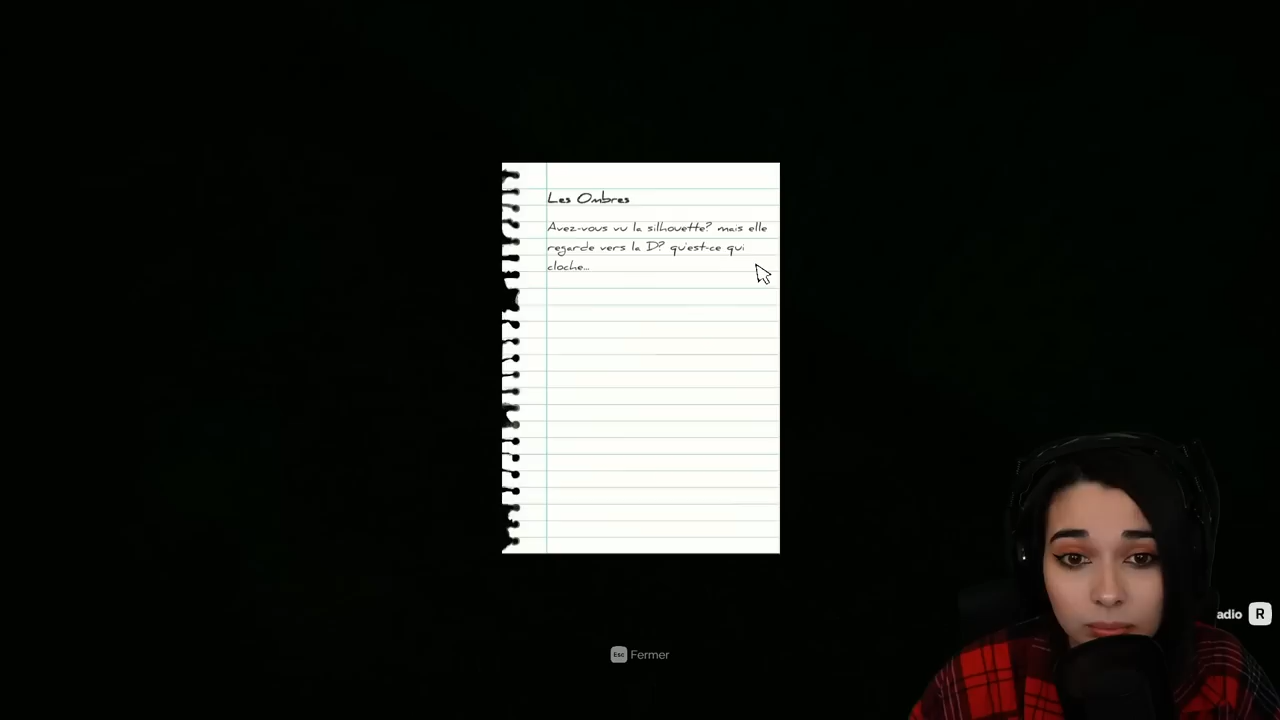 Les Ombres
Avez-vous vu la silhouette? mais elle
regarde vers la D? qu'est-ce qui
cloche...
adio R
Esc Fermer